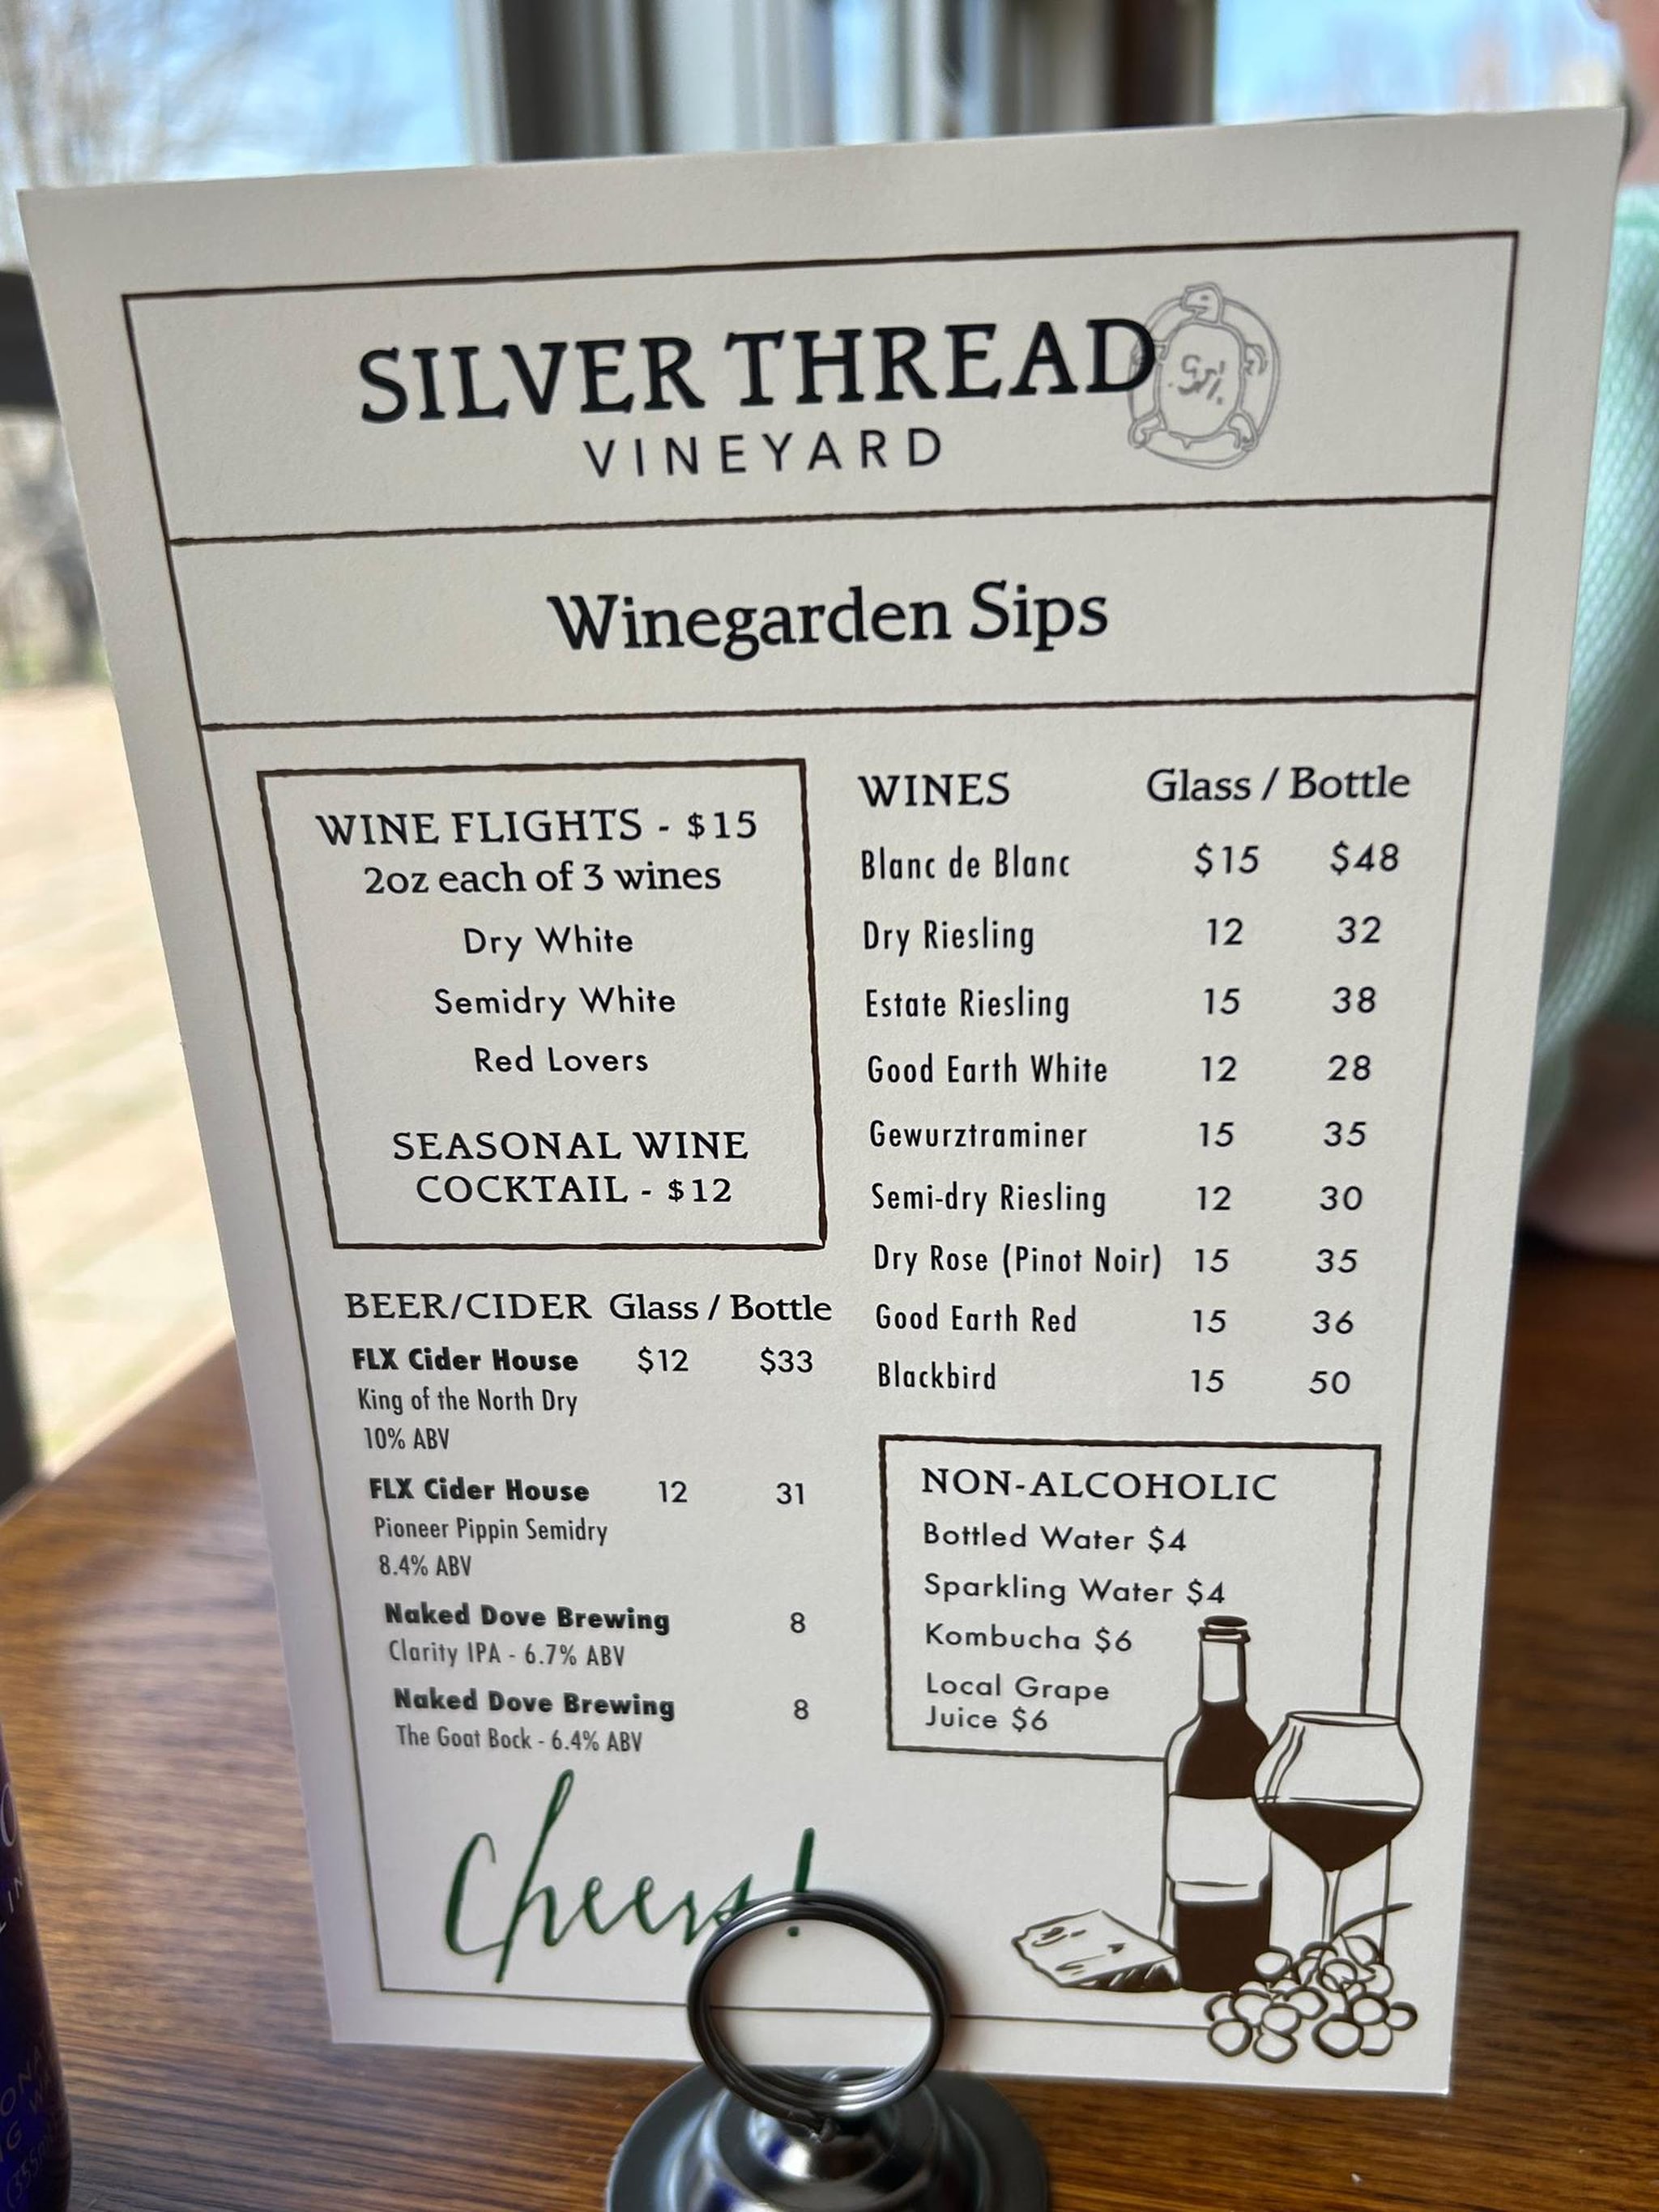 SILVER THREAD
VINEYARD
Winegarden Sips
WINE FLIGHTS - $15
2oz each of 3 wines
Dry White
Semidry White
Red Lovers
SEASONAL WINE
COCKTAIL - $12
BEER/CIDER Glass / Bottle
FLX Cider House $12 $33
King of the North Dry
10% ABV
FLX Cider House 12 31
Pioneer Pippin Semidry
8.4% ABV
Naked Dove Brewing 8
Clarity IPA - 6.7% ABV
Naked Dove Brewing 8
The Goat Bock - 6.4% ABV
Cheers!
WINES Glass / Bottle
Blanc de Blanc $15 $48
Dry Riesling 12 32
Estate Riesling 15 38
Good Earth White 12 28
Gewurztraminer 15 35
Semi-dry Riesling 12 30
Dry Rose (Pinot Noir) 15 35
Good Earth Red 15 36
Blackbird 15 50
NON-ALCOHOLIC
Bottled Water $4
Sparkling Water $4
Kombucha $6
Local Grape
Juice $6